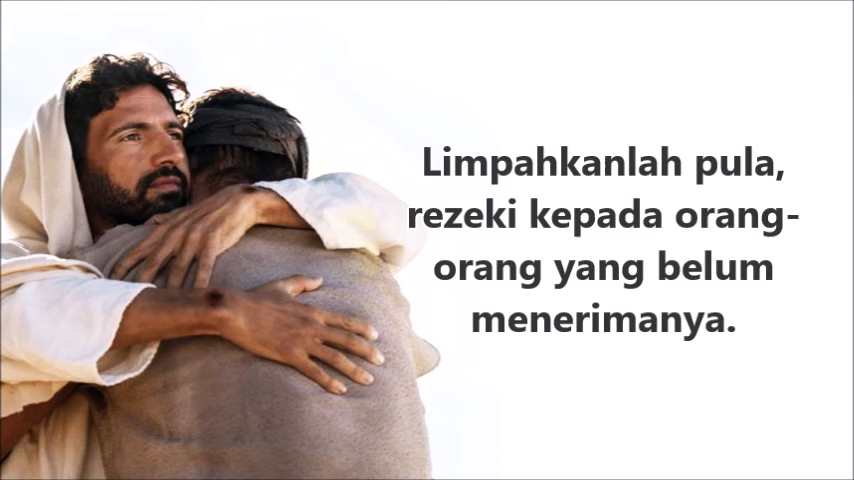 Limpahkanlah pula,
rezeki kepada orang-
orang yang belum
menerimanya.